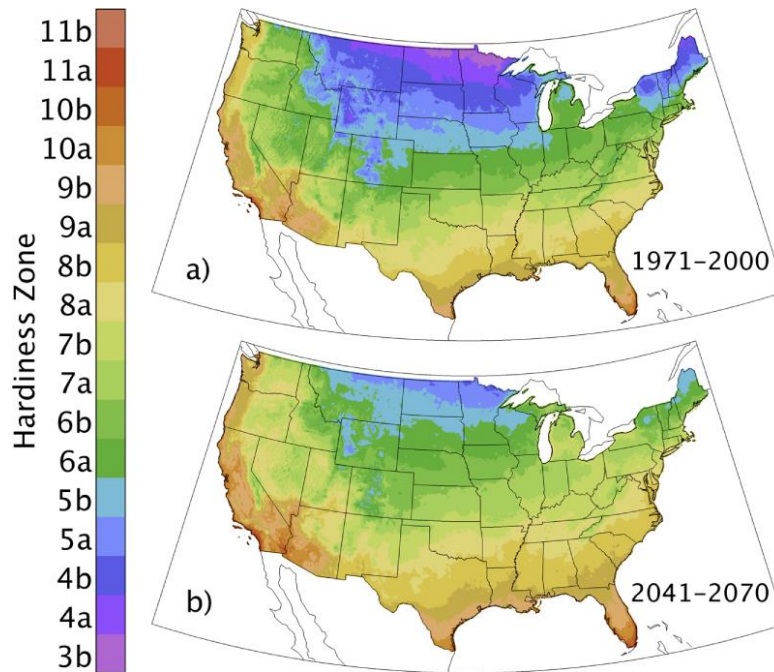 Hardiness Zone
11b
11a
10b
10a
9b
9a
8b
8a
7b
7a
6b
6a
5b
5a
4b
4a
3b
a)
1971–2000
b)
2041–2070